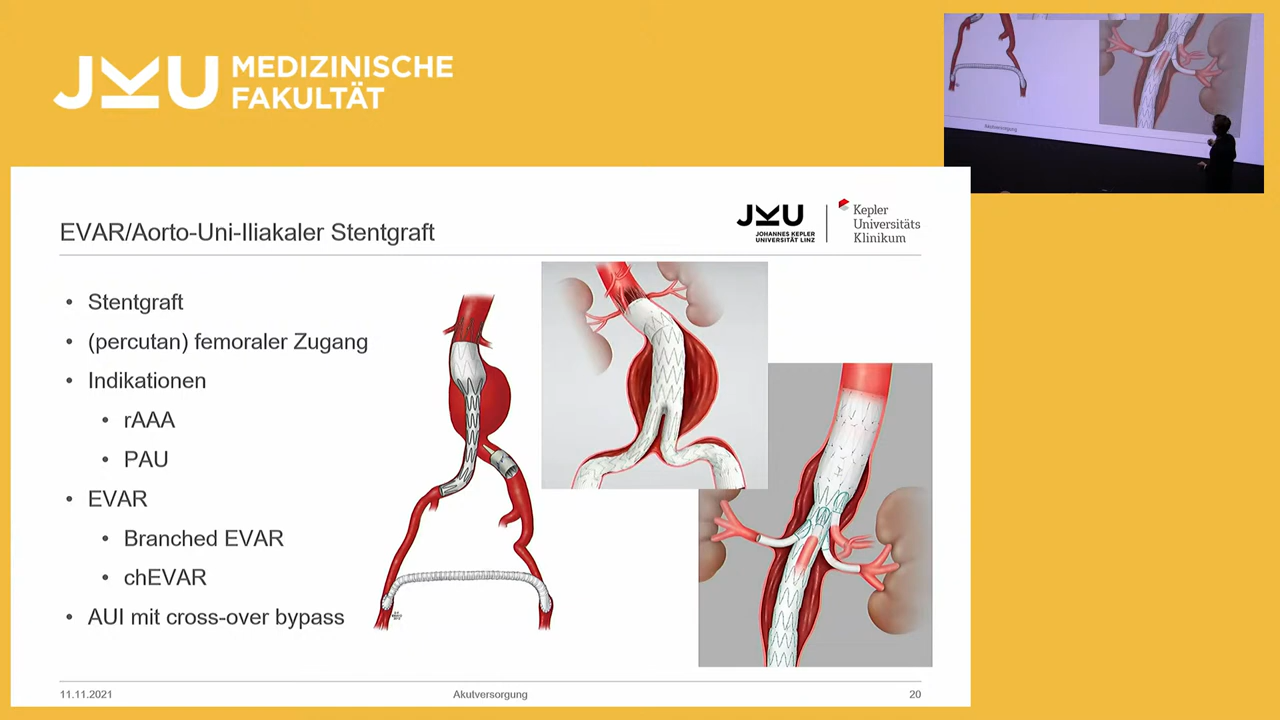 JKU MEDIZINISCHE
FAKULTÄT
Akutversorgung
EVAR/Aorto-Uni-Iliakaler Stentgraft
JKU
JOHANNES KEPLER
UNIVERSITÄT LINZ
Kepler
Universitäts
Klinikum
• Stentgraft
• (percutan) femoraler Zugang
• Indikationen
• rAAA
• PAU
• EVAR
• Branched EVAR
• chEVAR
• AUI mit cross-over bypass
11.11.2021
Akutversorgung
20